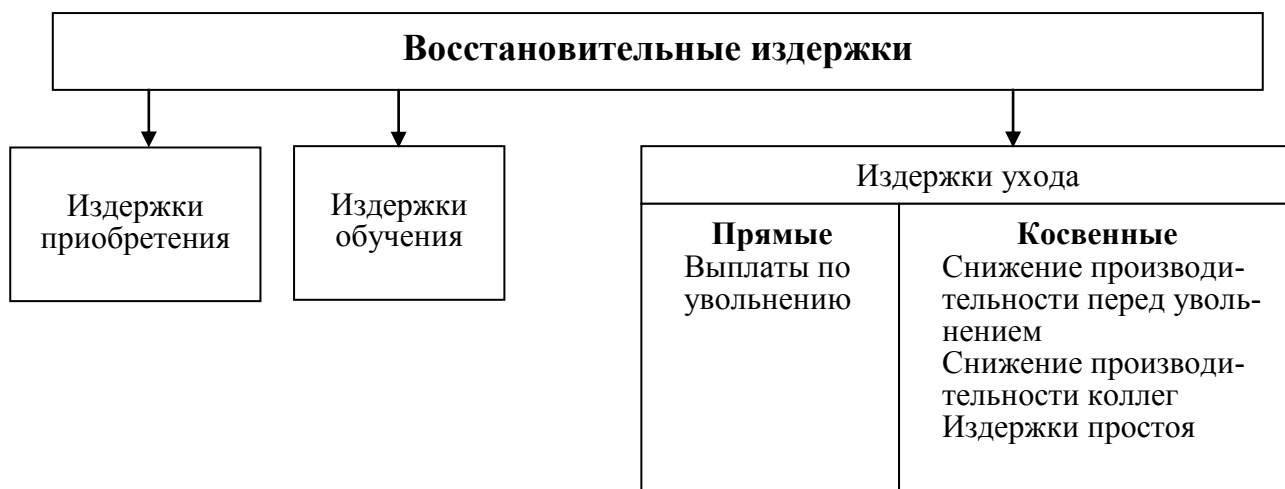 Восстановительные издержки
Издержки
приобретения
Издержки
обучения
Издержки ухода
Прямые
Выплаты по
увольнению
Косвенные
Снижение производи-
тельности перед уволь-
нением
Снижение производи-
тельности коллег
Издержки простоя